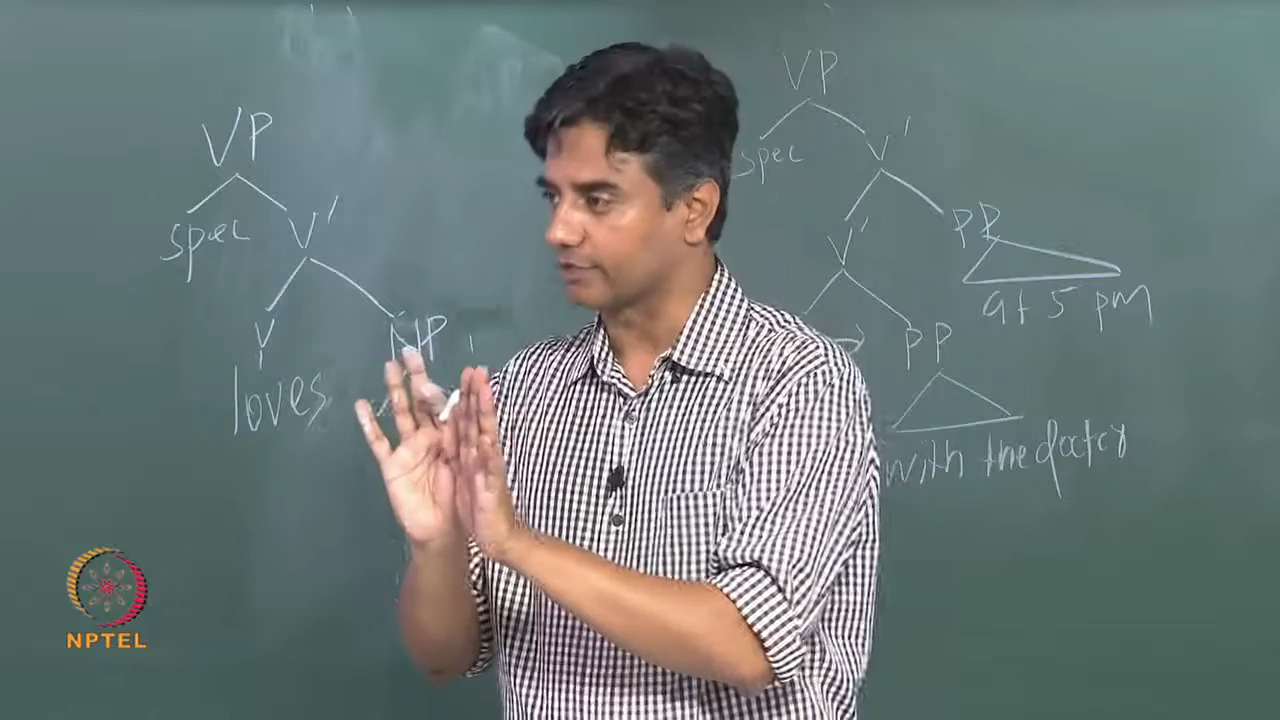 VP
spec
V'
V
NP
loves
VP
spec
V'
V'
PP
at 5 pm
PP
with the doctor
NPTEL